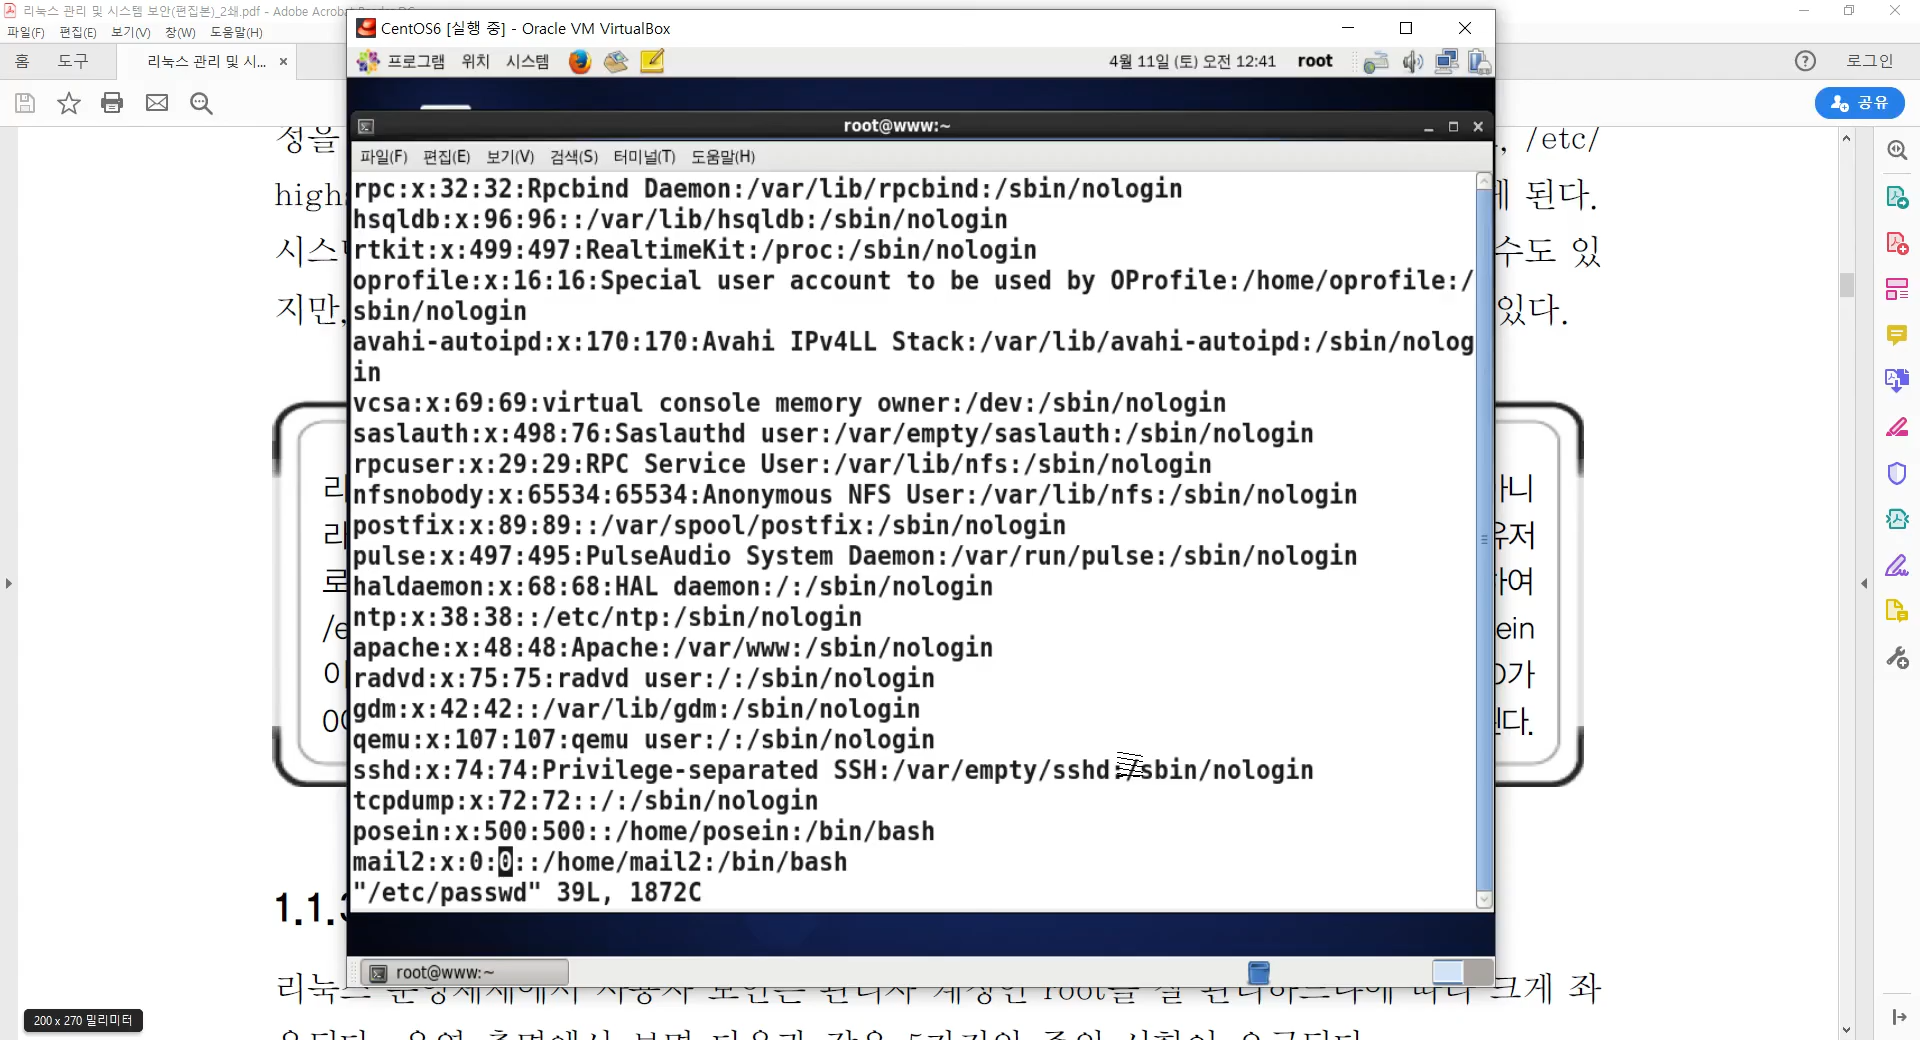 리눅스 관리 및 시스템 보안(편집본)_2쇄.pdf - Adobe Acrobat
파일(F) 편집(E) 보기(V) 창(W) 도움말(H)
홈 도구 리눅스 관리 및 시... × 로그인
공유
CentOS6 [실행 중] - Oracle VM VirtualBox
프로그램 위치 시스템 4월 11일 (토) 오전 12:41 root
root@www:~
파일(F) 편집(E) 보기(V) 검색(S) 터미널(T) 도움말(H)
rpc:x:32:32:Rpcbind Daemon:/var/lib/rpcbind:/sbin/nologin
hsqldb:x:96:96::/var/lib/hsqldb:/sbin/nologin
rtkit:x:499:497:RealtimeKit:/proc:/sbin/nologin
oprofile:x:16:16:Special user account to be used by OProfile:/home/oprofile:/
sbin/nologin
avahi-autoipd:x:170:170:Avahi IPv4LL Stack:/var/lib/avahi-autoipd:/sbin/nolog
in
vcsa:x:69:69:virtual console memory owner:/dev:/sbin/nologin
saslauth:x:498:76:Saslauthd user:/var/empty/saslauth:/sbin/nologin
rpcuser:x:29:29:RPC Service User:/var/lib/nfs:/sbin/nologin
nfsnobody:x:65534:65534:Anonymous NFS User:/var/lib/nfs:/sbin/nologin
postfix:x:89:89::/var/spool/postfix:/sbin/nologin
pulse:x:497:495:PulseAudio System Daemon:/var/run/pulse:/sbin/nologin
haldaemon:x:68:68:HAL daemon:/:/sbin/nologin
ntp:x:38:38::/etc/ntp:/sbin/nologin
apache:x:48:48:Apache:/var/www:/sbin/nologin
radvd:x:75:75:radvd user:/:/sbin/nologin
gdm:x:42:42::/var/lib/gdm:/sbin/nologin
qemu:x:107:107:qemu user:/:/sbin/nologin
sshd:x:74:74:Privilege-separated SSH:/var/empty/sshd:/sbin/nologin
tcpdump:x:72:72::/:/sbin/nologin
posein:x:500:500::/home/posein:/bin/bash
mail2:x:0:0::/home/mail2:/bin/bash
"/etc/passwd" 39L, 1872C
root@www:~
정을 , /etc/
된다.
수도 있
지만, 있다.
유저
하여
크게 좌
200 x 270 밀리미터